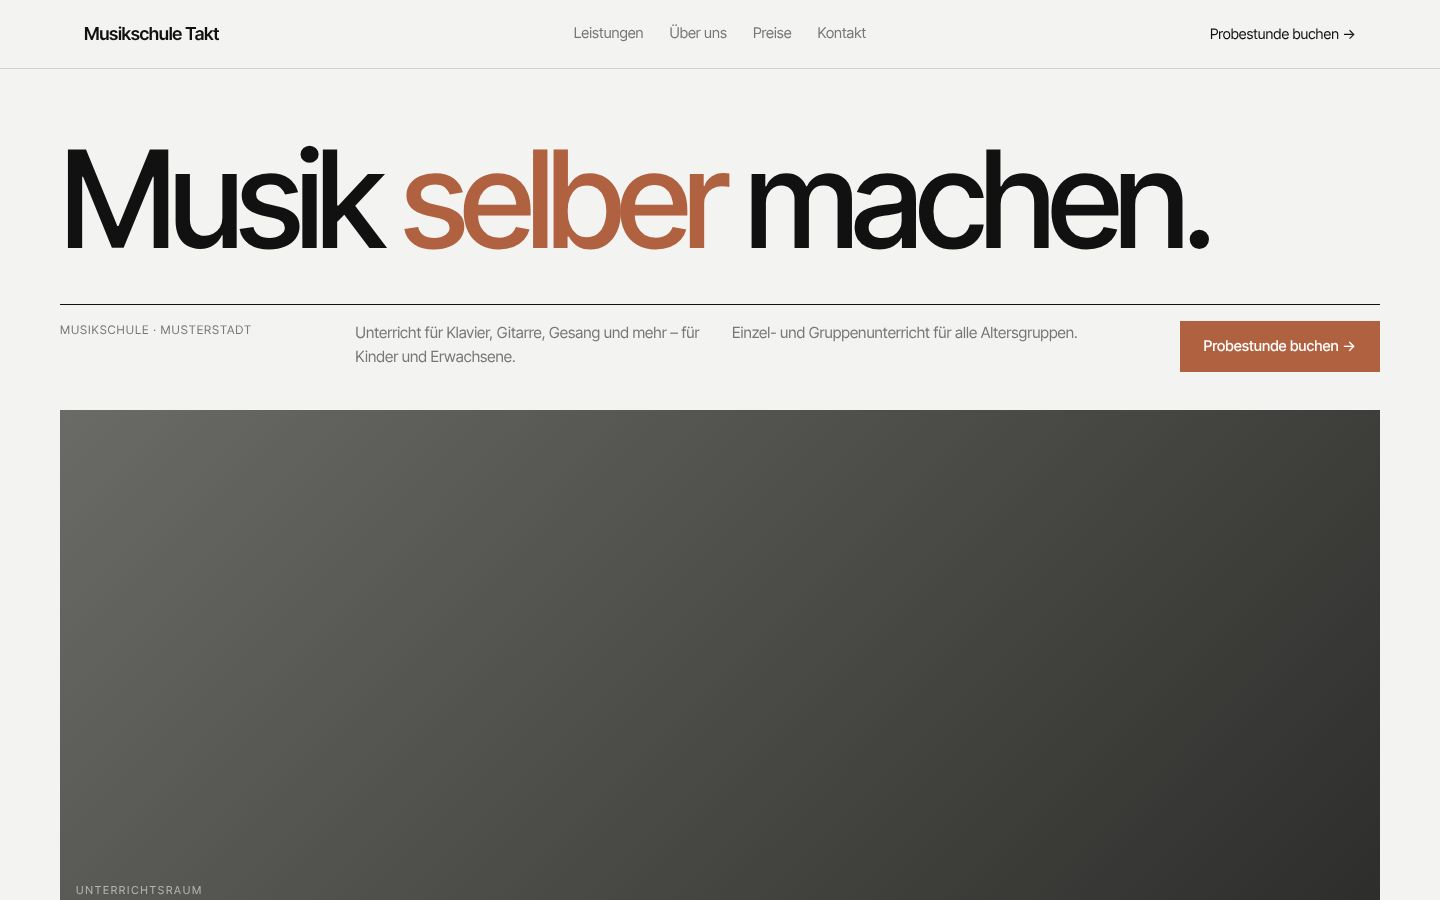 Musikschule Takt
Leistungen Über uns Preise Kontakt
Probestunde buchen →
Musik selber machen.
MUSIKSCHULE · MUSTERSTADT
Unterricht für Klavier, Gitarre, Gesang und mehr – für
Kinder und Erwachsene.
Einzel- und Gruppenunterricht für alle Altersgruppen.
Probestunde buchen →
UNTERRICHTSRAUM